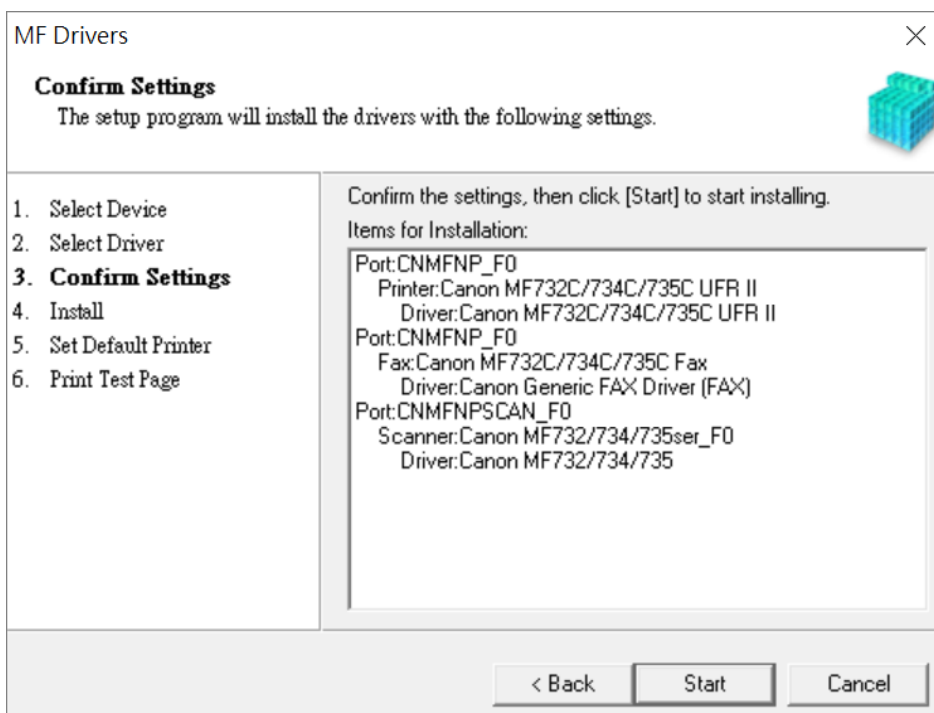 MF Drivers
Confirm Settings
The setup program will install the drivers with the following settings.
1. Select Device
2. Select Driver
3. Confirm Settings
4. Install
5. Set Default Printer
6. Print Test Page
Confirm the settings, then click [Start] to start installing.
Items for Installation:
Port:CNMFNP_F0
Printer:Canon MF732C/734C/735C UFR II
Driver:Canon MF732C/734C/735C UFR II
Port:CNMFNP_F0
Fax:Canon MF732C/734C/735C Fax
Driver:Canon Generic FAX Driver (FAX)
Port:CNMFNPSCAN_F0
Scanner:Canon MF732/734/735ser_F0
Driver:Canon MF732/734/735
< Back
Start
Cancel